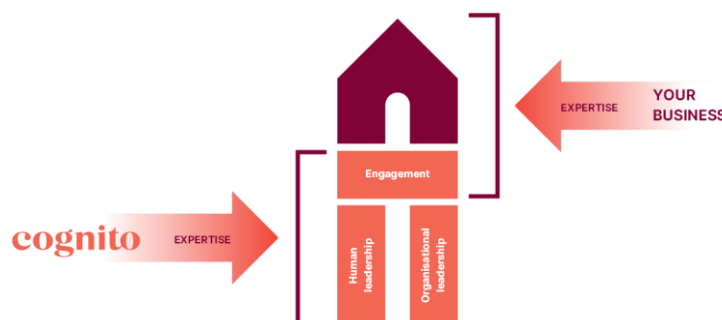 YOUR
BUSINESS
EXPERTISE
Engagement
cognito
EXPERTISE
Human
leadership
Organisational
leadership